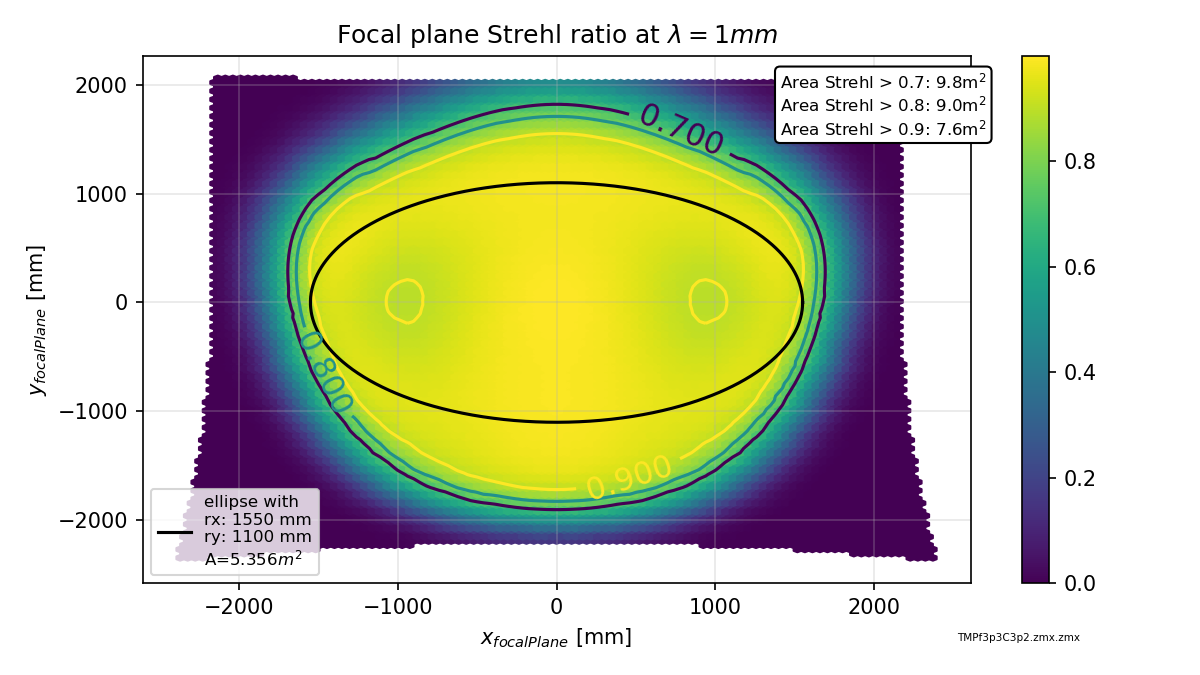 Focal plane Strehl ratio at λ = 1mm
Area Strehl > 0.7: 9.8m²
Area Strehl > 0.8: 9.0m²
Area Strehl > 0.9: 7.6m²
0.700
0.800
0.900
2000
1000
0
−1000
−2000
y_focalPlane [mm]
ellipse with
rx: 1550 mm
ry: 1100 mm
A=5.356m²
−2000
−1000
0
1000
2000
x_focalPlane [mm]
0.8
0.6
0.4
0.2
0.0
TMPf3p3C3p2.zmx.zmx